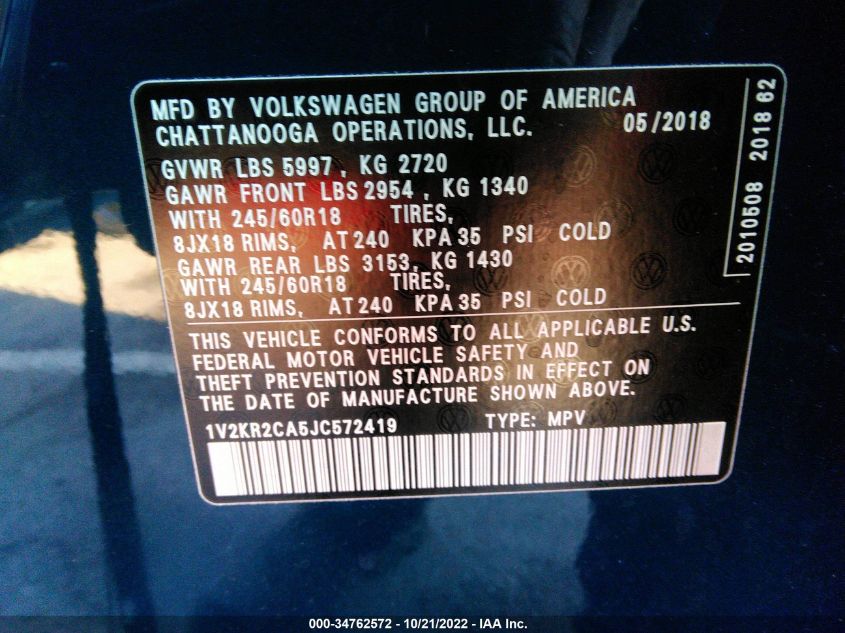 MFD BY VOLKSWAGEN GROUP OF AMERICA
CHATTANOOGA OPERATIONS, LLC. 05/2018
GVWR LBS 5997, KG 2720
GAWR FRONT LBS 2954, KG 1340
WITH 245/60R18 TIRES,
8JX18 RIMS, AT 240 KPA 35 PSI COLD
GAWR REAR LBS 3153, KG 1430
WITH 245/60R18 TIRES,
8JX18 RIMS, AT 240 KPA 35 PSI COLD
THIS VEHICLE CONFORMS TO ALL APPLICABLE U.S.
FEDERAL MOTOR VEHICLE SAFETY AND
THEFT PREVENTION STANDARDS IN EFFECT ON
THE DATE OF MANUFACTURE SHOWN ABOVE.
1V2KR2CA5JC572419 TYPE: MPV
2010508 2018 62
000-34762572 - 10/21/2022 - IAA Inc.